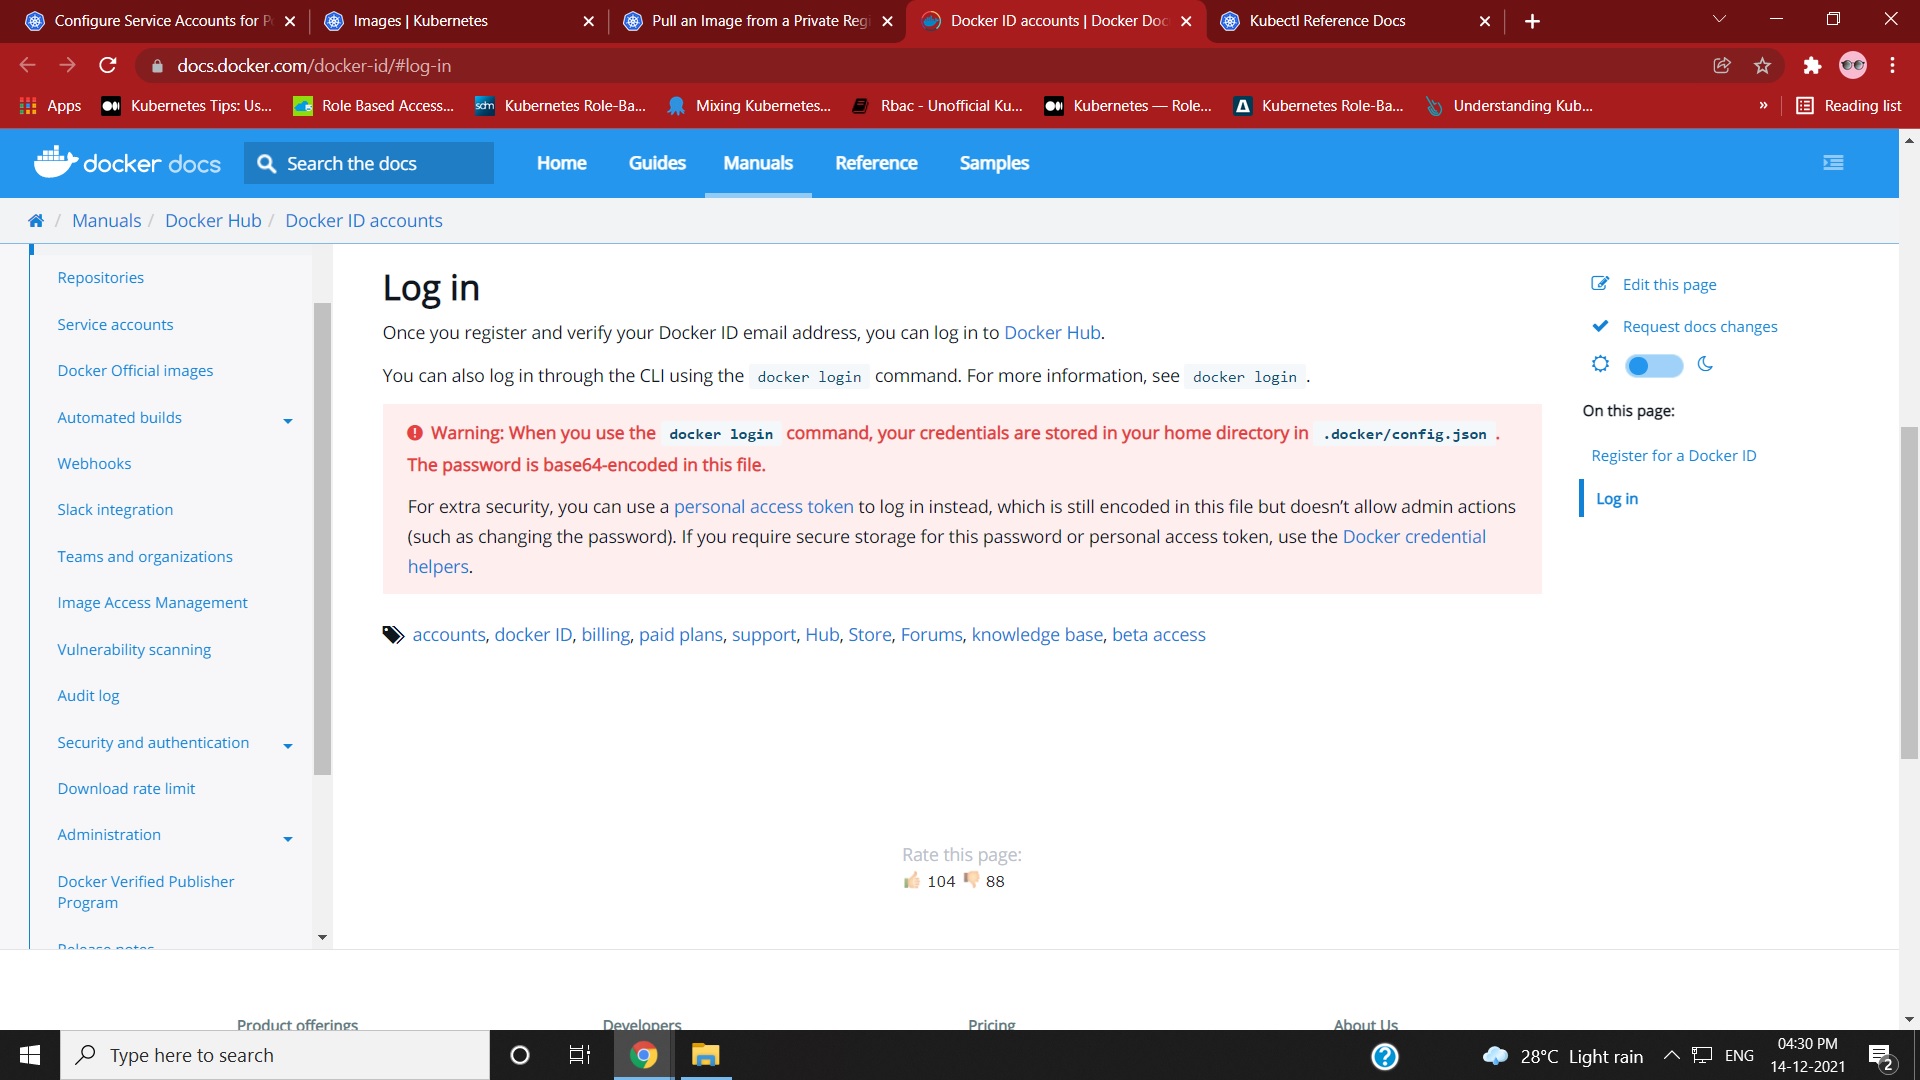 Configure Service Accounts for P
Images | Kubernetes
Pull an Image from a Private Regi
Docker ID accounts | Docker Doc
Kubectl Reference Docs
docs.docker.com/docker-id/#log-in
Apps
Kubernetes Tips: Us...
Role Based Access...
sdm
Kubernetes Role-Ba...
Mixing Kubernetes...
Rbac - Unofficial Ku...
Kubernetes — Role...
Kubernetes Role-Ba...
Understanding Kub...
»
Reading list
docker docs
Search the docs
Home
Guides
Manuals
Reference
Samples
/ Manuals / Docker Hub / Docker ID accounts
Repositories
Service accounts
Docker Official images
Automated builds
Webhooks
Slack integration
Teams and organizations
Image Access Management
Vulnerability scanning
Audit log
Security and authentication
Download rate limit
Administration
Docker Verified Publisher
Program
Release notes
Log in
Once you register and verify your Docker ID email address, you can log in to Docker Hub.
You can also log in through the CLI using the docker login command. For more information, see docker login .
Warning: When you use the docker login command, your credentials are stored in your home directory in .docker/config.json .
The password is base64-encoded in this file.
For extra security, you can use a personal access token to log in instead, which is still encoded in this file but doesn’t allow admin actions
(such as changing the password). If you require secure storage for this password or personal access token, use the Docker credential
helpers.
accounts, docker ID, billing, paid plans, support, Hub, Store, Forums, knowledge base, beta access
Rate this page:
104 88
Edit this page
Request docs changes
On this page:
Register for a Docker ID
Log in
Product offerings
Developers
Pricing
About Us
Type here to search
28°C Light rain
ENG
04:30 PM
14-12-2021
2